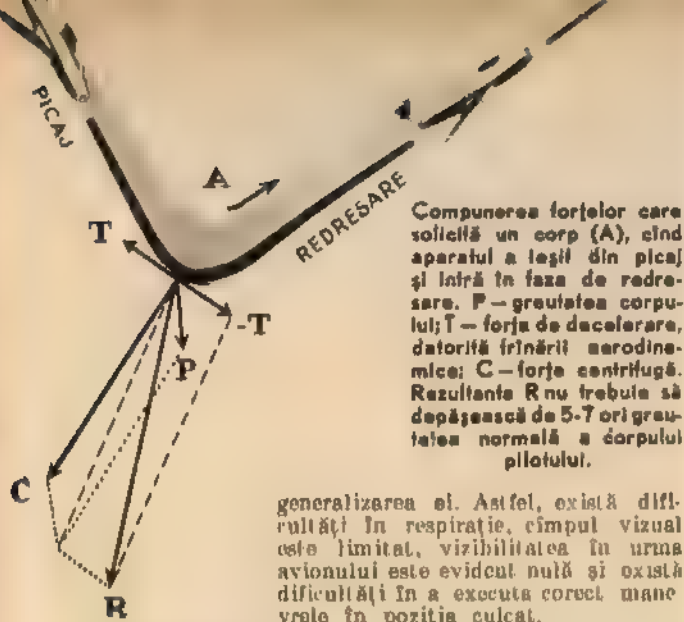 PICAJ
A
REDRESARE
T
-T
P
C
R
Compunerea forțelor care
solicită un corp (A), cînd
aparatul a ieșit din picaj
și intră în faza de redre-
sare. P — greutatea corpu-
lui; T — forța de decelerare,
datorită frînării aerodina-
mice; C — forța centrifugă.
Rezultanta R nu trebuie să
depășească de 5-7 ori greu-
tatea normală a corpului
pilotului.
generalizarea ei. Astfel, există difi-
cultăți în respirație, cîmpul vizual
este limitat, vizibilitatea în urma
avionului este evident nulă și există
dificultăți în a executa corect mane-
vrele în poziția culcat.